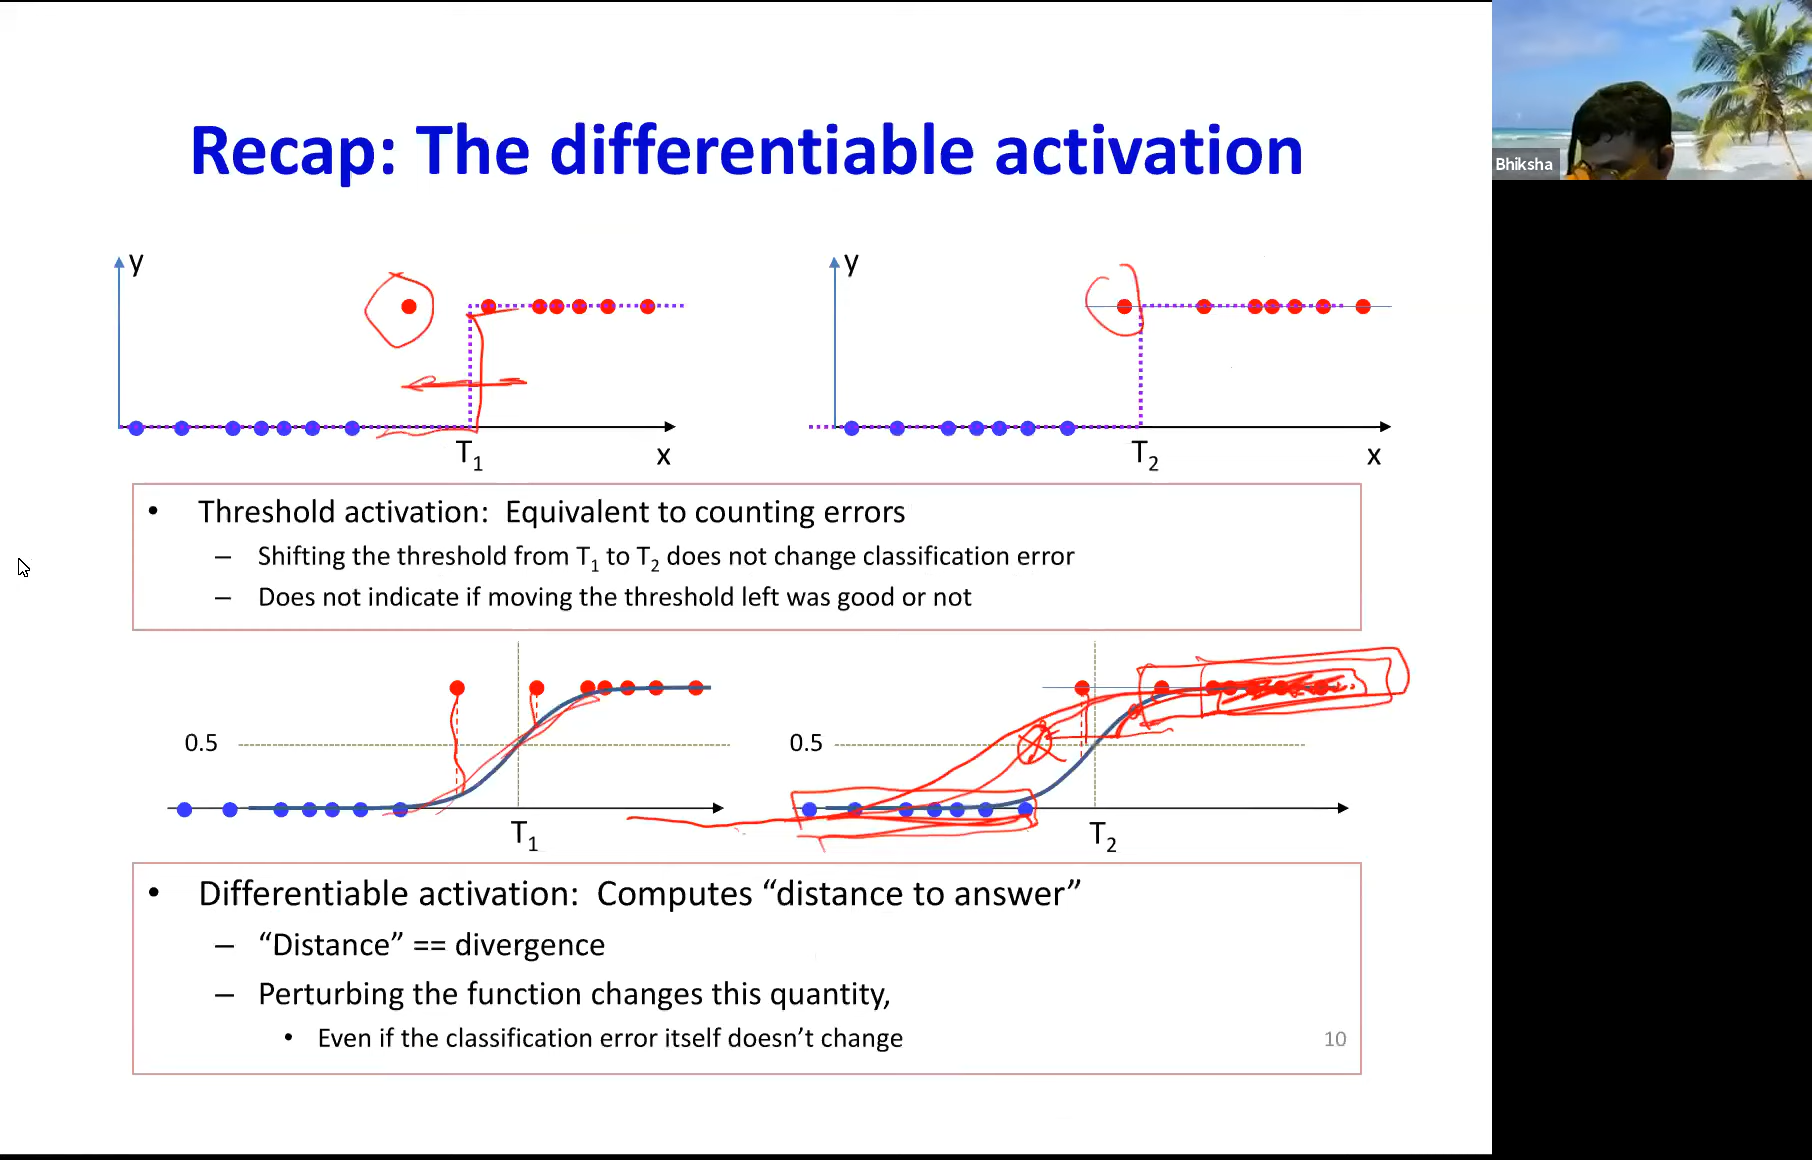 Recap: The differentiable activation
Bhiksha
y
y
T1
x
T2
x
• Threshold activation: Equivalent to counting errors
– Shifting the threshold from T1 to T2 does not change classification error
– Does not indicate if moving the threshold left was good or not
0.5
0.5
T1
T2
• Differentiable activation: Computes “distance to answer”
– “Distance” == divergence
– Perturbing the function changes this quantity,
• Even if the classification error itself doesn’t change
10